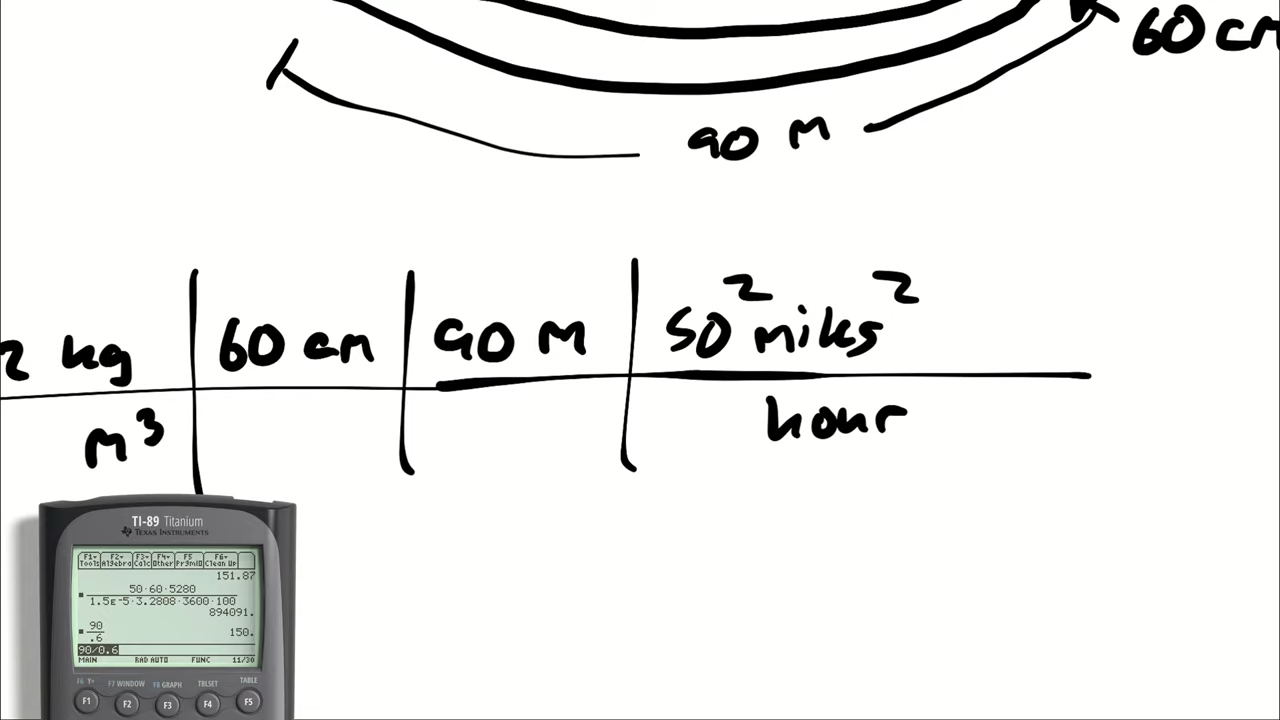 60 cm
90 M
2 kg 60 cm 90 M 50² miles²
m³ hour
TI-89 Titanium
TEXAS INSTRUMENTS
F1 F2 F3 F4 F5 F6
Tools Algebra Calc Other PrgmIO Clean Up
151.87
50·60·5280
1.5E-5·3.2808·3600·100
894091.
90
.6
150.
90/0.6
MAIN RAD AUTO FUNC 11/30
F6 Y= F7 WINDOW F8 GRAPH TBLSET TABLE
F1 F2 F3 F4 F5